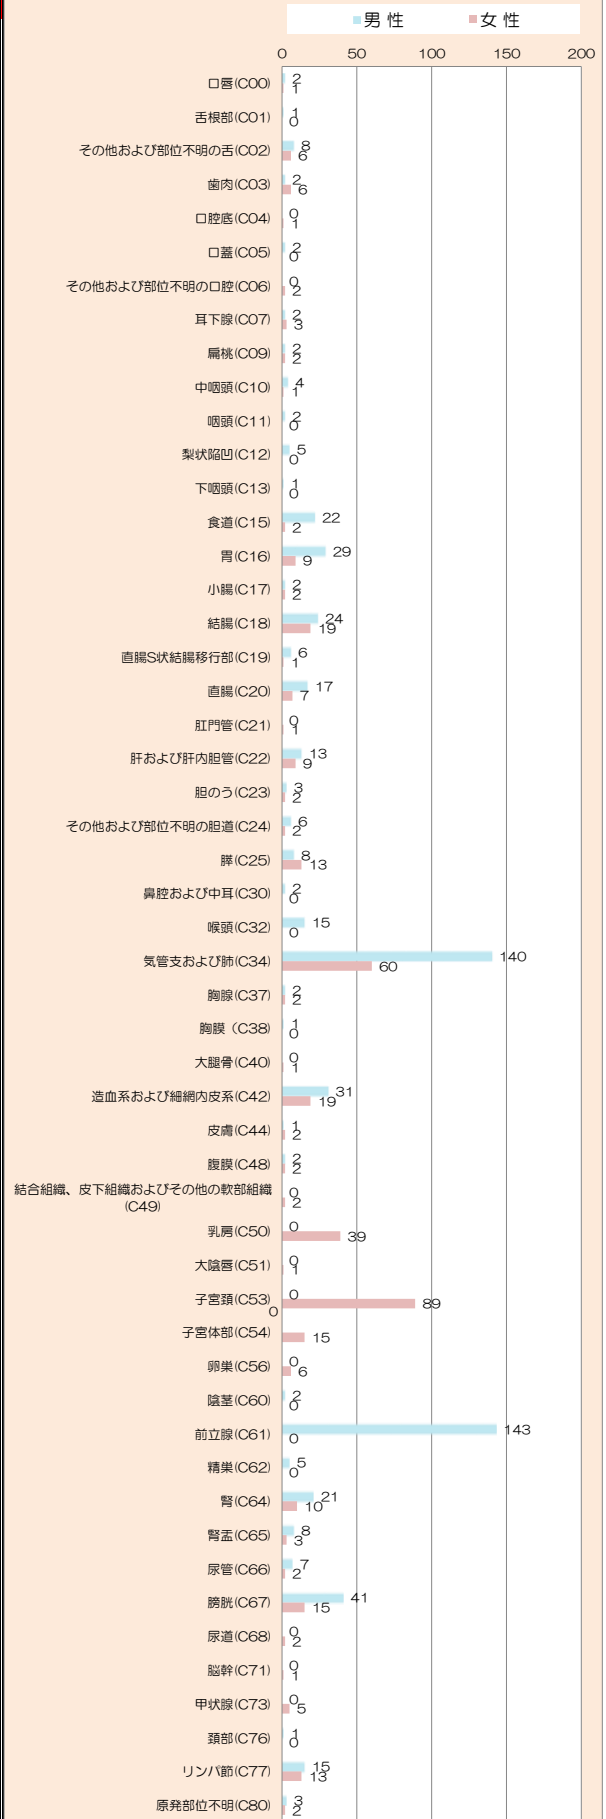 男 性 女 性
0 50 100 150 200
口唇(C00) 2 1
舌根部(C01) 1 0
その他および部位不明の舌(C02) 8 6
歯肉(C03) 2 6
口腔底(C04) 0 1
口蓋(C05) 2 0
その他および部位不明の口腔(C06) 0 2
耳下腺(C07) 2 3
扁桃(C09) 2 2
中咽頭(C10) 4 1
咽頭(C11) 2 0
梨状陥凹(C12) 5 0
下咽頭(C13) 1 0
食道(C15) 22 2
胃(C16) 29 9
小腸(C17) 2 2
結腸(C18) 24 19
直腸S状結腸移行部(C19) 6 1
直腸(C20) 17 7
肛門管(C21) 0 1
肝および肝内胆管(C22) 13 9
胆のう(C23) 3 2
その他および部位不明の胆道(C24) 6 2
膵(C25) 8 13
鼻腔および中耳(C30) 2 0
喉頭(C32) 15 0
気管支および肺(C34) 140 60
胸腺(C37) 2 2
胸膜（C38) 1 0
大腿骨(C40) 0 1
造血系および細網内皮系(C42) 31 19
皮膚(C44) 1 2
腹膜(C48) 2 2
結合組織、皮下組織およびその他の軟部組織
(C49) 0 2
乳房(C50) 0 39
大陰唇(C51) 0 1
子宮頚(C53) 0 89
0
子宮体部(C54) 15
卵巣(C56) 0 6
陰茎(C60) 2 0
前立腺(C61) 143 0
精巣(C62) 5 0
腎(C64) 21 10
腎盂(C65) 8 3
尿管(C66) 7 2
膀胱(C67) 41 15
尿道(C68) 0 2
脳幹(C71) 0 1
甲状腺(C73) 0 5
頚部(C76) 1 0
リンパ節(C77) 15 13
原発部位不明(C80) 3 2